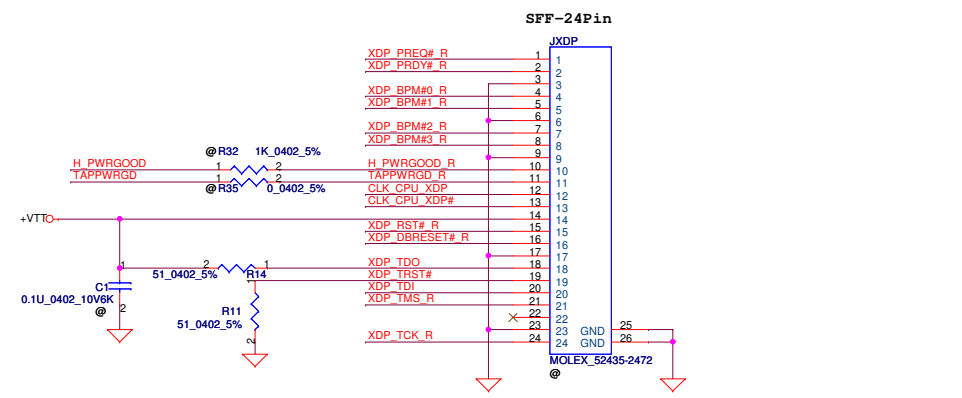 SFF-24Pin
JXDP
XDP_PREQ#_R 1 1
XDP_PRDY#_R 2 2
3 3
XDP_BPM#0_R 4 4
XDP_BPM#1_R 5 5
6 6
XDP_BPM#2_R 7 7
XDP_BPM#3_R 8 8
9 9
@ R32 1K_0402_5%
H_PWRGOOD 1 2 H_PWRGOOD_R 10 10
TAPPWRGD 1 2 TAPPWRGD_R 11 11
@ R35 0_0402_5%
CLK_CPU_XDP 12 12
CLK_CPU_XDP# 13 13
+VTT 14 14
XDP_RST#_R 15 15
XDP_DBRESET#_R 16 16
17 17
2 1 XDP_TDO 18 18
51_0402_5% R14
XDP_TRST# 19 19
XDP_TDI 20 20
XDP_TMS_R 21 21
22 22
23 23
XDP_TCK_R 24 24
GND 25
GND 26
1
C1
0.1U_0402_10V6K
@
2
1
R11
51_0402_5%
2
MOLEX_52435-2472
@